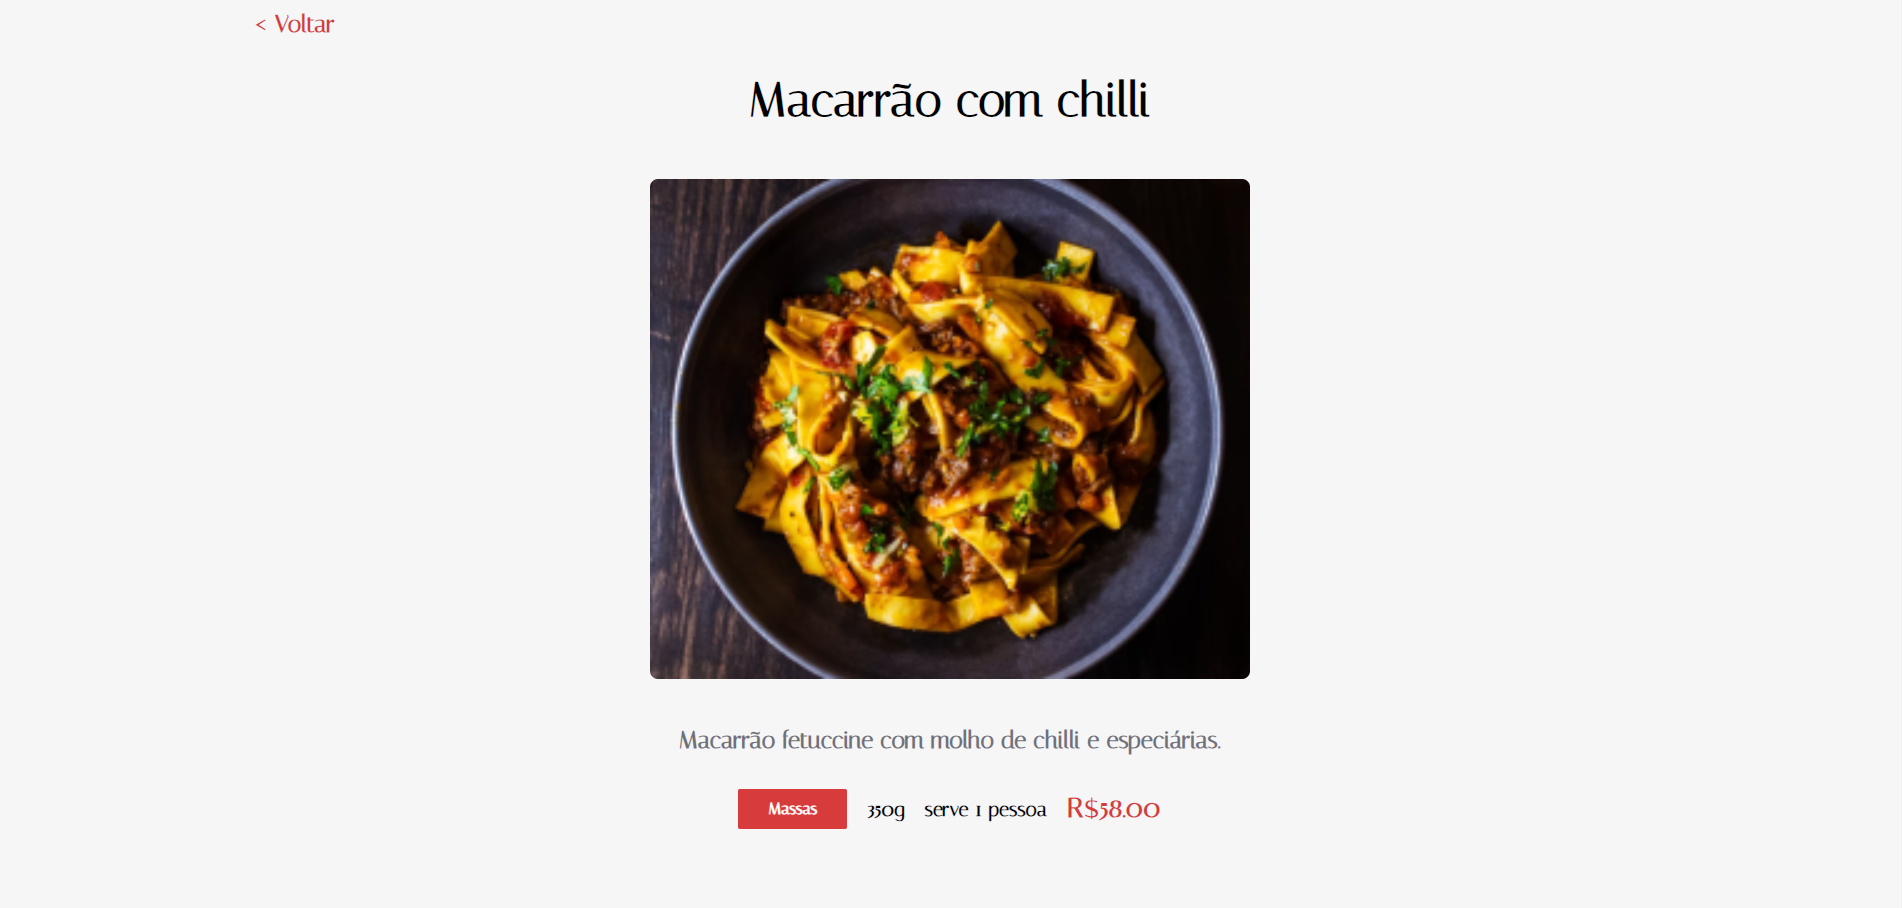 < Voltar
Macarrão com chilli
Macarrão fetuccine com molho de chilli e especiárias.
Massas 350g serve 1 pessoa R$58.00